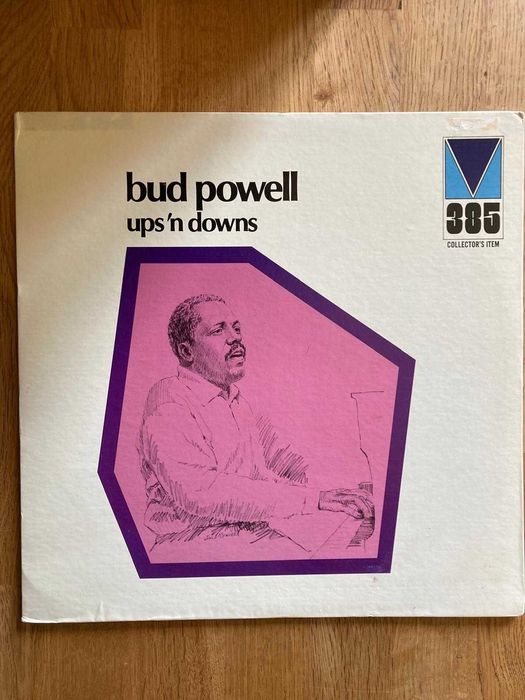 bud powell
ups'n downs
385
COLLECTOR'S ITEM